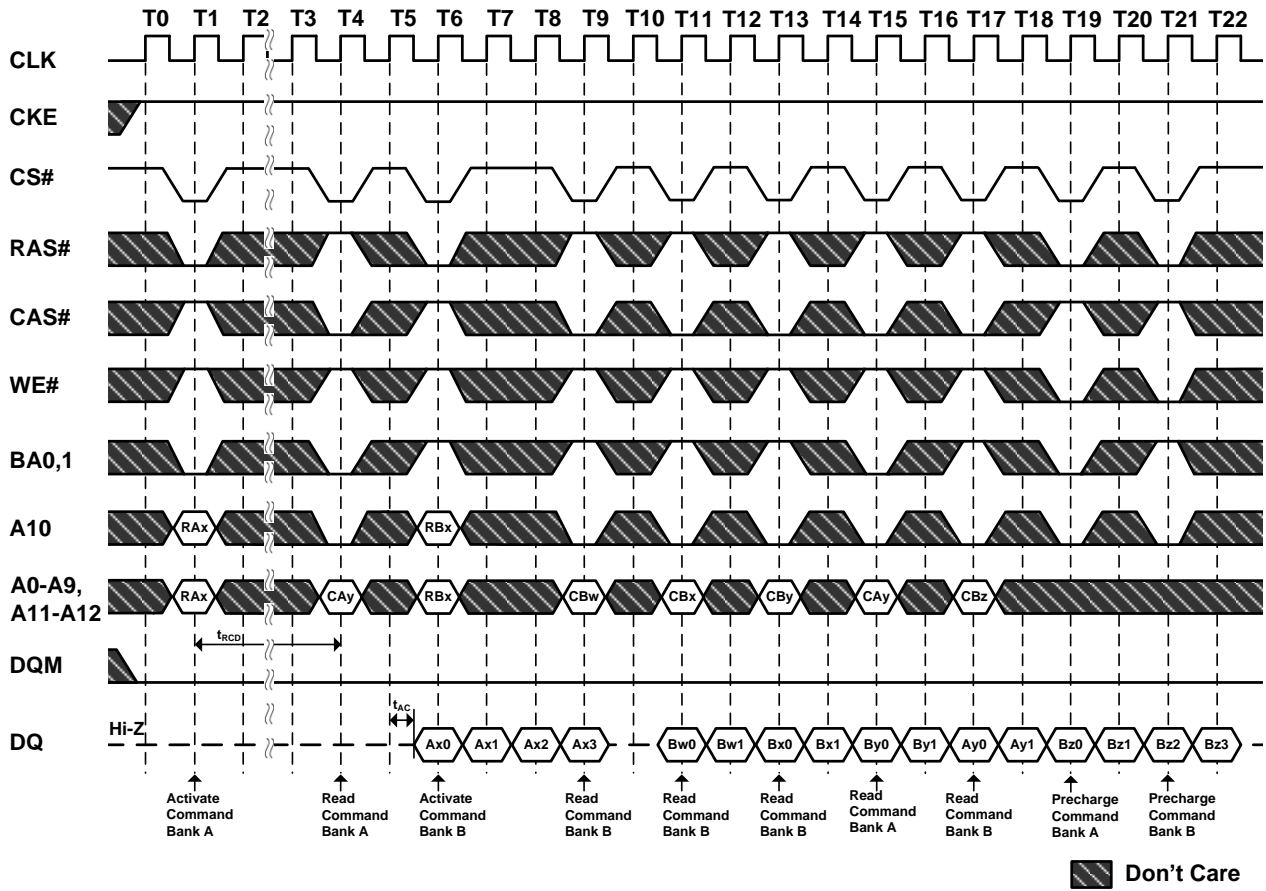 T0 T1 T2 T3 T4 T5 T6 T7 T8 T9 T10 T11 T12 T13 T14 T15 T16 T17 T18 T19 T20 T21 T22
CLK
CKE
CS#
RAS#
CAS#
WE#
BA0,1
A10
RAx RBx
A0-A9,
A11-A12
RAx CAy RBx CBw CBx CBy CAy CBz
tRCD
DQM
tAC
Hi-Z
DQ
Ax0 Ax1 Ax2 Ax3 Bw0 Bw1 Bx0 Bx1 By0 By1 Ay0 Ay1 Bz0 Bz1 Bz2 Bz3
Activate
Command
Bank A
Read
Command
Bank A
Activate
Command
Bank B
Read
Command
Bank B
Read
Command
Bank B
Read
Command
Bank B
Read
Command
Bank A
Read
Command
Bank B
Precharge
Command
Bank A
Precharge
Command
Bank B
Don't Care